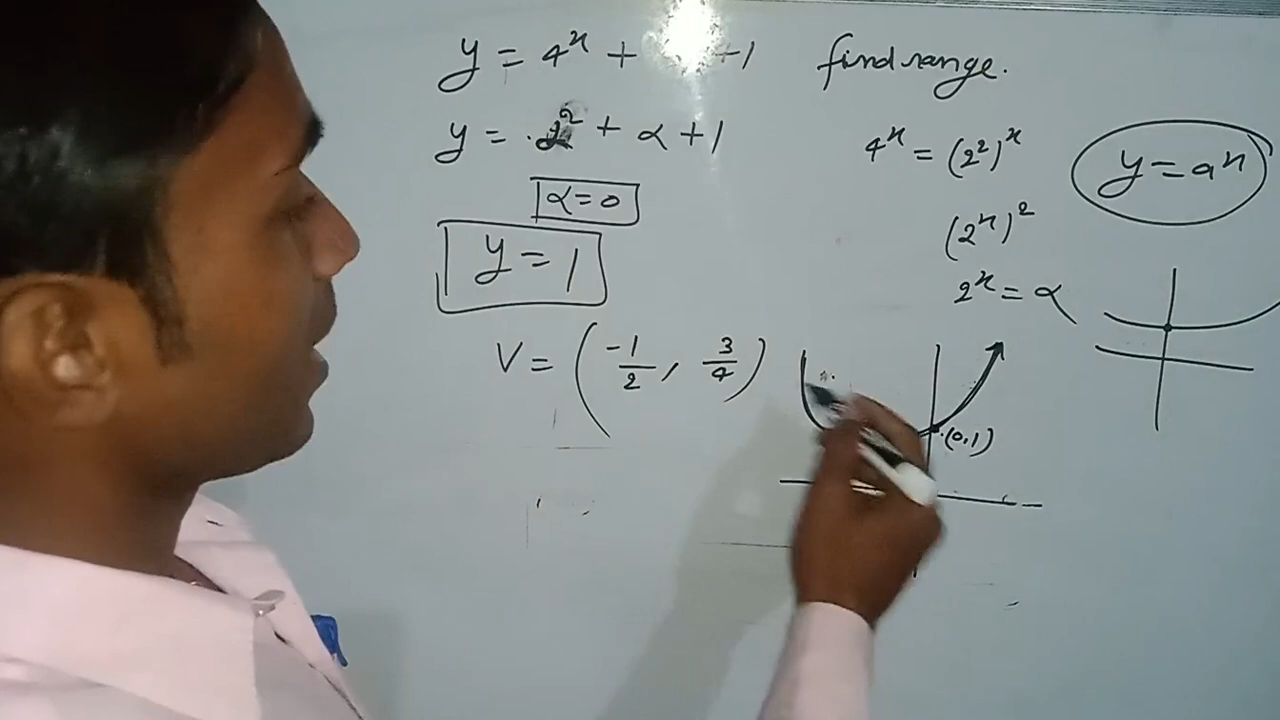 y = 4ˣ + +1 find range.
y = α² + α + 1
4ˣ = (2²)ˣ
y = aˣ
α = 0
(2ˣ)²
y = 1
2ˣ = α
V = (-1/2, 3/4)
(0,1)